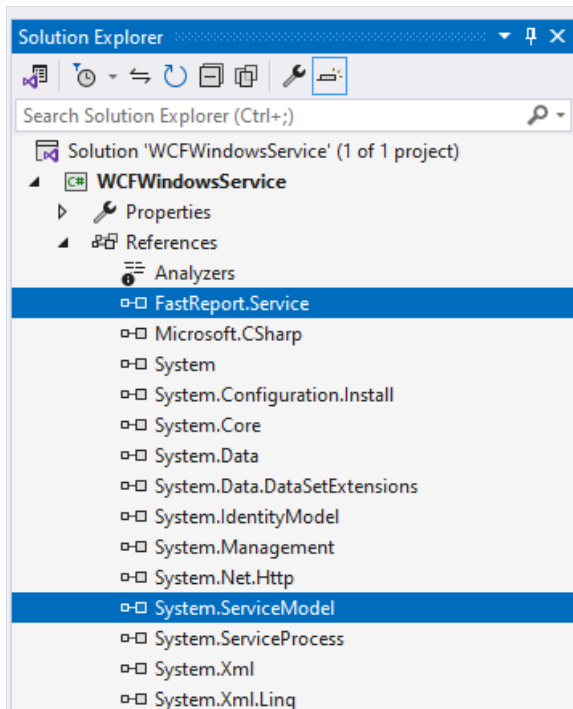 Solution Explorer
Search Solution Explorer (Ctrl+;)
Solution 'WCFWindowsService' (1 of 1 project)
C# WCFWindowsService
Properties
References
Analyzers
FastReport.Service
Microsoft.CSharp
System
System.Configuration.Install
System.Core
System.Data
System.Data.DataSetExtensions
System.IdentityModel
System.Management
System.Net.Http
System.ServiceModel
System.ServiceProcess
System.Xml
System.Xml.Linq